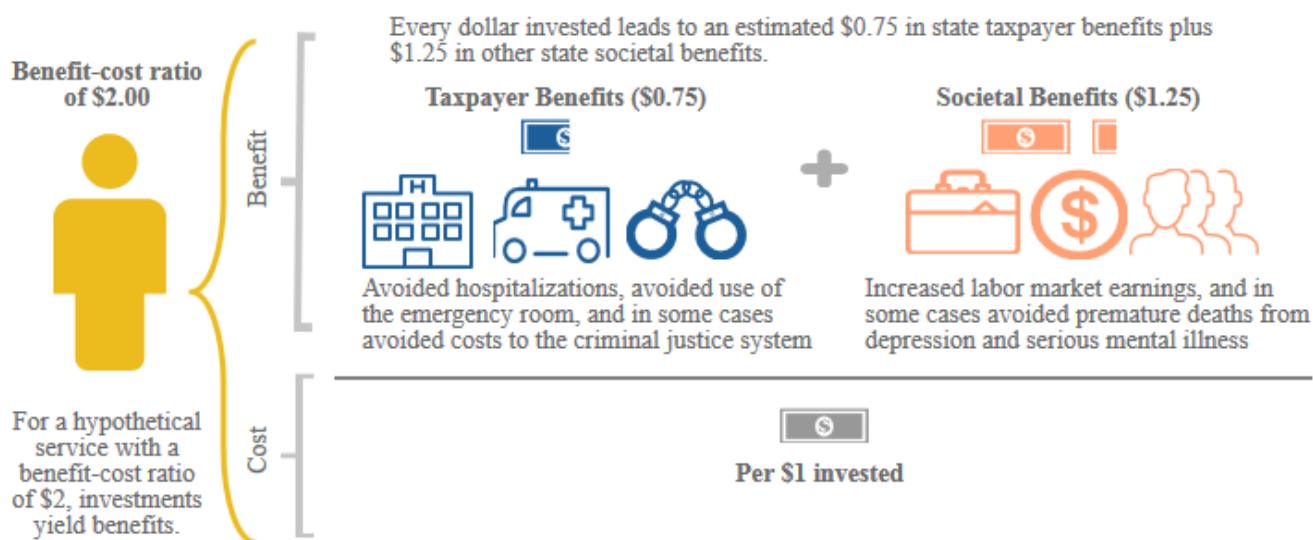 Every dollar invested leads to an estimated $0.75 in state taxpayer benefits plus
$1.25 in other state societal benefits.
Benefit-cost ratio
of $2.00
Benefit
Taxpayer Benefits ($0.75)
$
H
Avoided hospitalizations, avoided use of
the emergency room, and in some cases
avoided costs to the criminal justice system
Societal Benefits ($1.25)
$
$
Increased labor market earnings, and in
some cases avoided premature deaths from
depression and serious mental illness
For a hypothetical
service with a
benefit-cost ratio
of $2, investments
yield benefits.
Cost
$
Per $1 invested